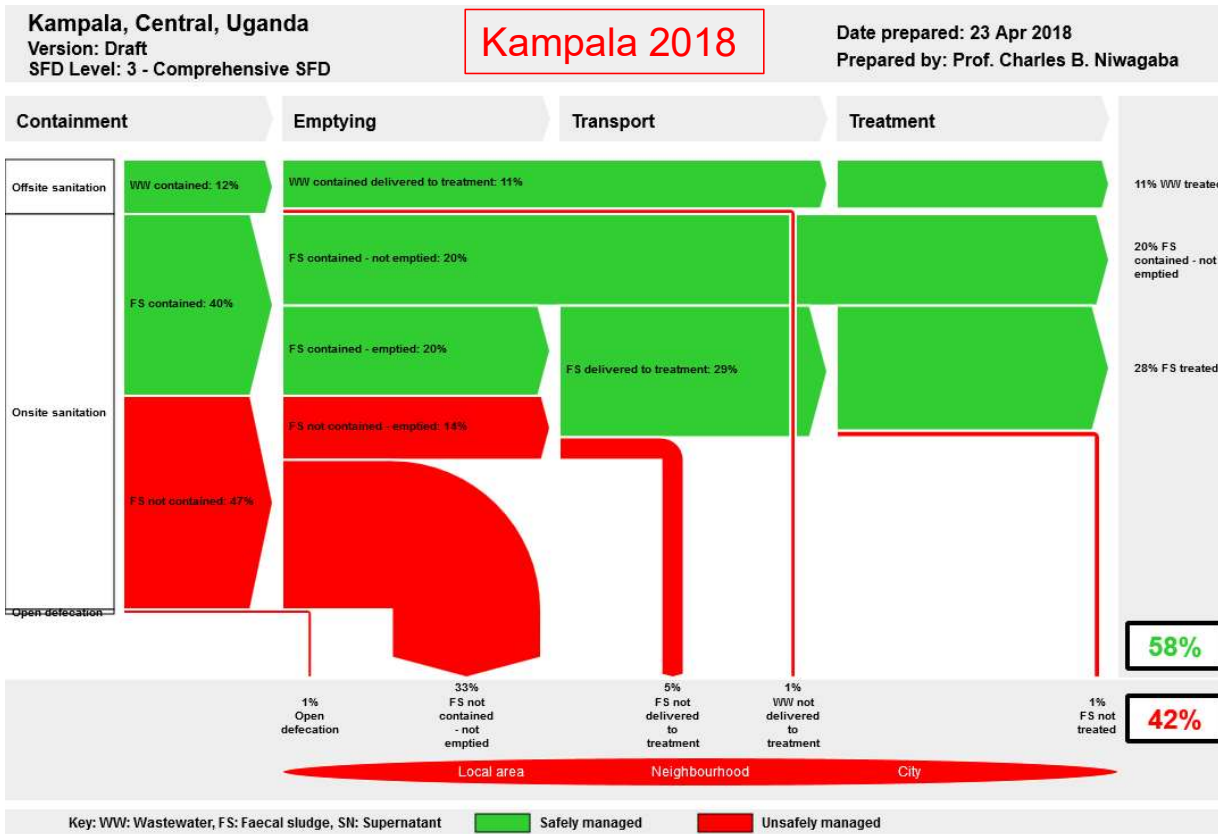 Kampala, Central, Uganda
Version: Draft
SFD Level: 3 - Comprehensive SFD
Kampala 2018
Date prepared: 23 Apr 2018
Prepared by: Prof. Charles B. Niwagaba
Containment
Emptying
Transport
Treatment
Offsite sanitation
WW contained: 12%
WW contained delivered to treatment: 11%
11% WW treated
FS contained - not emptied: 20%
20% FS
contained - not
emptied
Onsite sanitation
FS contained: 40%
FS contained - emptied: 20%
FS delivered to treatment: 29%
28% FS treated
FS not contained - emptied: 14%
FS not contained: 47%
Open defecation
58%
1%
Open
defecation
33%
FS not
contained
- not
emptied
5%
FS not
delivered
to
treatment
1%
WW not
delivered
to
treatment
1%
FS not
treated
42%
Local area
Neighbourhood
City
Key: WW: Wastewater, FS: Faecal sludge, SN: Supernatant
Safely managed
Unsafely managed